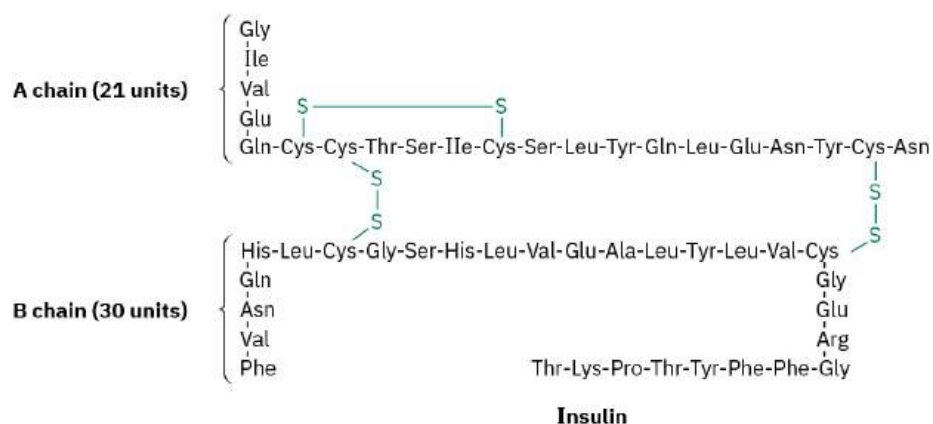 Gly
Ile
A chain (21 units)
Val
Glu
S S
Gln-Cys-Cys-Thr-Ser-IIe-Cys-Ser-Leu-Tyr-Gln-Leu-Glu-Asn-Tyr-Cys-Asn
S S
S S
His-Leu-Cys-Gly-Ser-His-Leu-Val-Glu-Ala-Leu-Tyr-Leu-Val-Cys
Gln Gly
B chain (30 units)
Asn Glu
Val Arg
Phe Thr-Lys-Pro-Thr-Tyr-Phe-Phe-Gly
Insulin